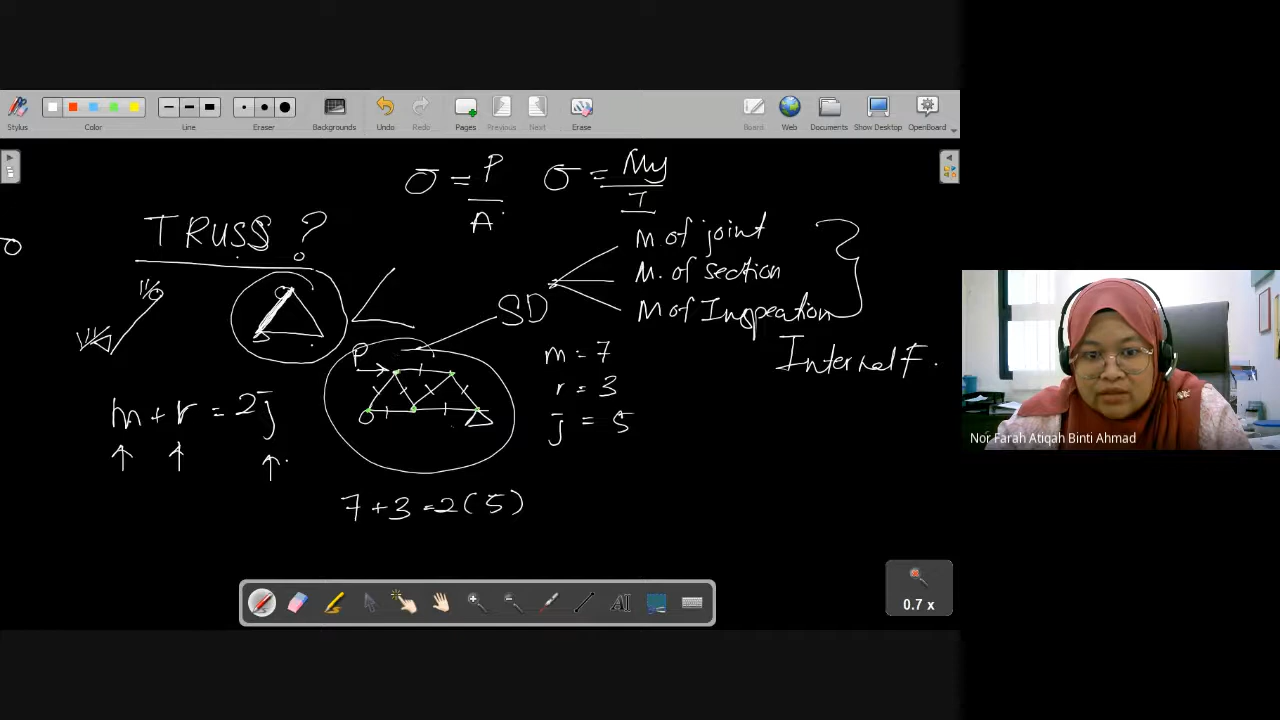 Stylus
Color
Line
Eraser
Backgrounds
Undo
Redo
Pages
Previous
Next
Erase
Board
Web
Documents
Show Desktop
OpenBoard
σ = P/A
σ = My/I
TRUSS ?
M. of joint
M. of section
M of Inspection
SD
Internal F.
P
m = 7
r = 3
j = 5
m + r = 2j
7 + 3 = 2(5)
Nor Farah Atiqah Binti Ahmad
0.7 x
AI